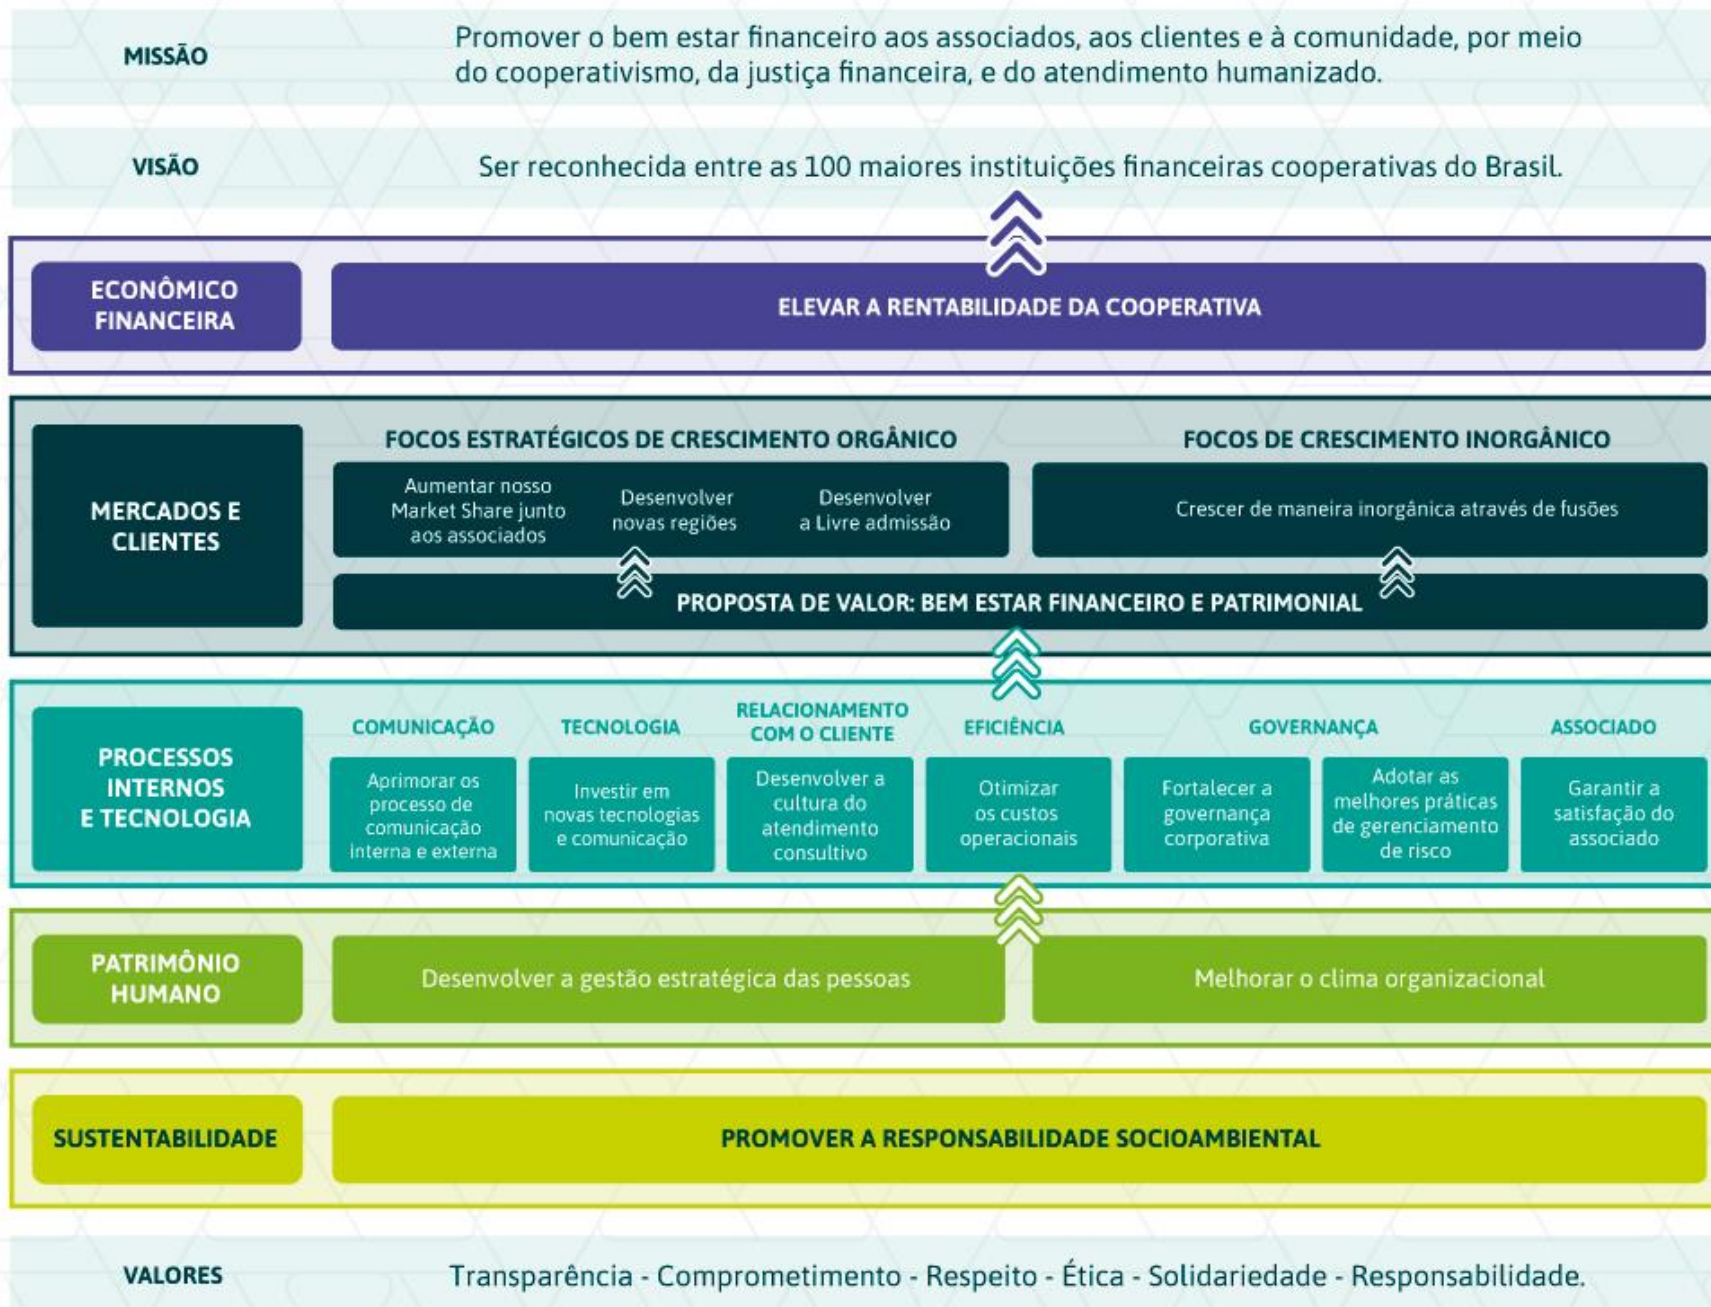 MISSÃO
Promover o bem estar financeiro aos associados, aos clientes e à comunidade, por meio
do cooperativismo, da justiça financeira, e do atendimento humanizado.
VISÃO
Ser reconhecida entre as 100 maiores instituições financeiras cooperativas do Brasil.
ECONÔMICO
FINANCEIRA
ELEVAR A RENTABILIDADE DA COOPERATIVA
MERCADOS E
CLIENTES
FOCOS ESTRATÉGICOS DE CRESCIMENTO ORGÂNICO
Aumentar nosso
Market Share junto
aos associados
Desenvolver
novas regiões
Desenvolver
a Livre admissão
FOCOS DE CRESCIMENTO INORGÂNICO
Crescer de maneira inorgânica através de fusões
PROPOSTA DE VALOR: BEM ESTAR FINANCEIRO E PATRIMONIAL
PROCESSOS
INTERNOS
E TECNOLOGIA
COMUNICAÇÃO
Aprimorar os
processo de
comunicação
interna e externa
TECNOLOGIA
Investir em
novas tecnologias
e comunicação
RELACIONAMENTO
COM O CLIENTE
Desenvolver a
cultura do
atendimento
consultivo
EFICIÊNCIA
Otimizar
os custos
operacionais
GOVERNANÇA
Fortalecer a
governança
corporativa
Adotar as
melhores práticas
de gerenciamento
de risco
ASSOCIADO
Garantir a
satisfação do
associado
PATRIMÔNIO
HUMANO
Desenvolver a gestão estratégica das pessoas
Melhorar o clima organizacional
SUSTENTABILIDADE
PROMOVER A RESPONSABILIDADE SOCIOAMBIENTAL
VALORES
Transparência - Comprometimento - Respeito - Ética - Solidariedade - Responsabilidade.